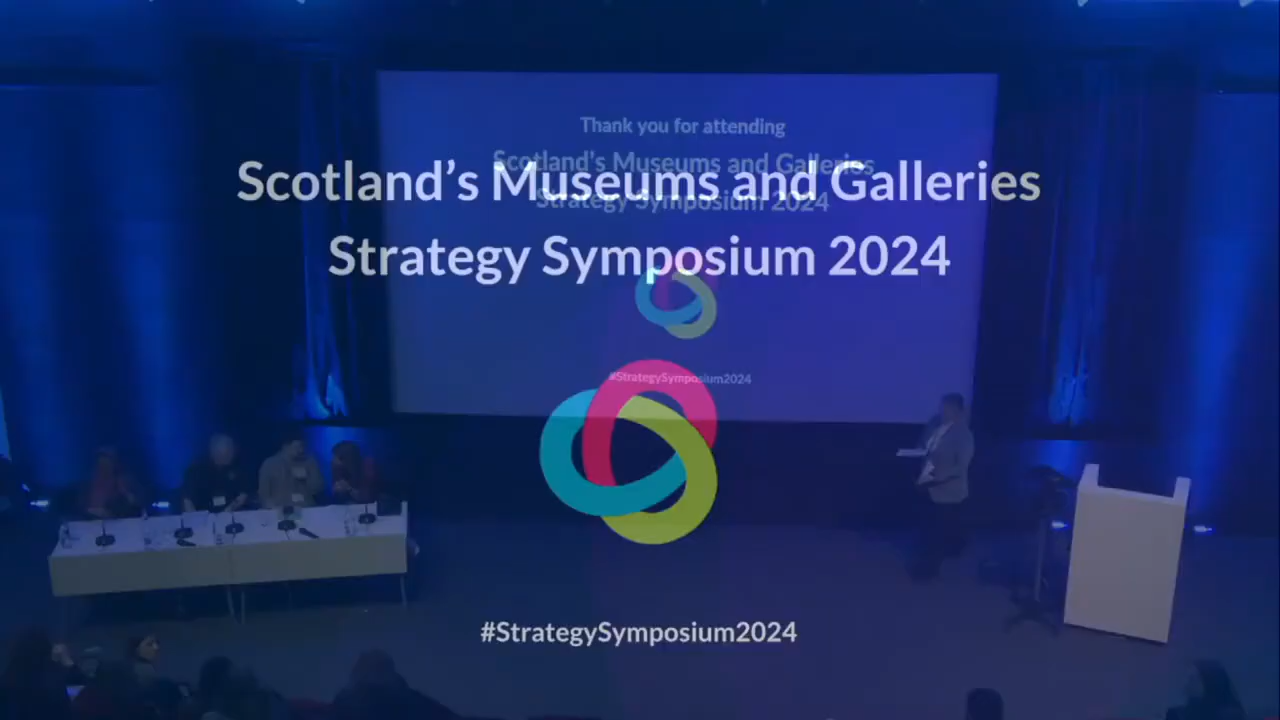 Thank you for attending
Scotland's Museums and Galleries
Strategy Symposium 2024
Scotland's Museums and Galleries
Strategy Symposium 2024
#StrategySymposium2024
#StrategySymposium2024